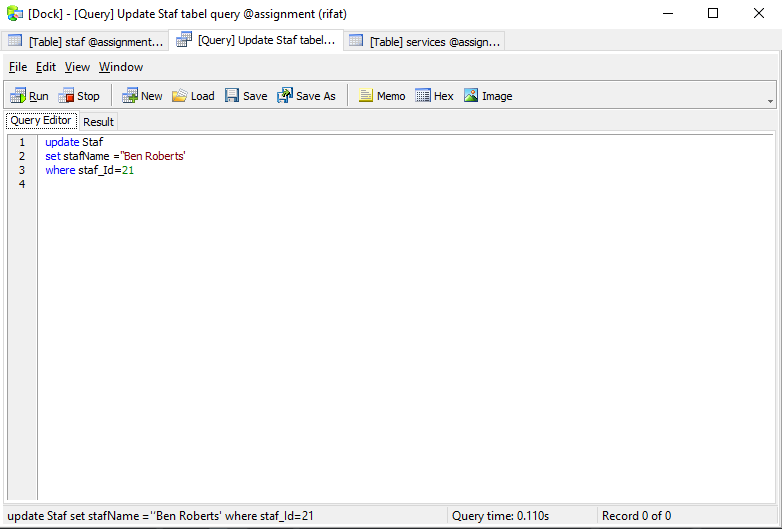 [Dock] - [Query] Update Staf tabel query @assignment (rifat)
[Table] staf @assignment... [Query] Update Staf tabel... [Table] services @assign...
File Edit View Window
Run Stop New Load Save Save As Memo Hex Image
Query Editor Result
1 update Staf
2 set stafName =''Ben Roberts'
3 where staf_Id=21
4
update Staf set stafName =''Ben Roberts' where staf_Id=21 Query time: 0.110s Record 0 of 0